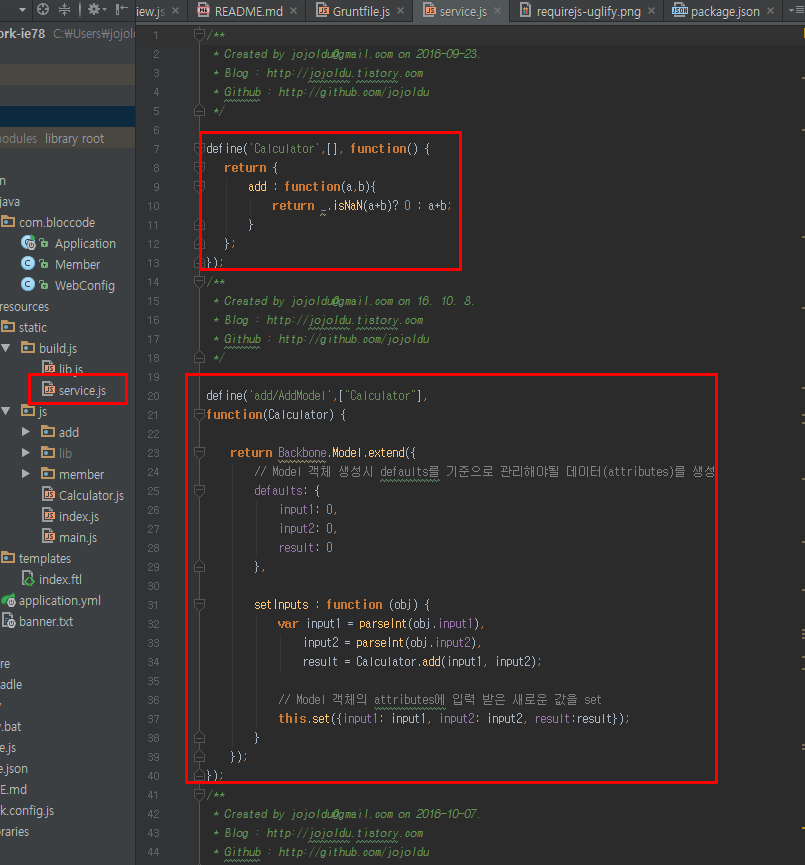 iew.js README.md Gruntfile.js service.js requirejs-uglify.png package.json
ork-ie78 C:₩Users₩jojol
modules library root
n
java
com.bloccode
Application
Member
WebConfig
resources
static
build.js
lib.js
service.js
js
add
lib
member
Calculator.js
index.js
main.js
templates
index.ftl
application.yml
banner.txt
re
adle
.bat
e.js
e.json
E.md
k.config.js
raries
1 /**
2 * Created by jojoldu@gmail.com on 2016-09-23.
3 * Blog : http://jojoldu.tistory.com
4 * Github : http://github.com/jojoldu
5 */
6
7 define('Calculator',[], function() {
8 return {
9 add : function(a,b){
10 return _.isNaN(a+b)? 0 : a+b;
11 }
12 };
13 });
14 /**
15 * Created by jojoldu@gmail.com on 16. 10. 8.
16 * Blog : http://jojoldu.tistory.com
17 * Github : http://github.com/jojoldu
18 */
19
20 define('add/AddModel',["Calculator"],
21 function(Calculator) {
22
23 return Backbone.Model.extend({
24 // Model 객체 생성시 defaults를 기준으로 관리해야될 데이터(attributes)를 생성
25 defaults: {
26 input1: 0,
27 input2: 0,
28 result: 0
29 },
30
31 setInputs : function (obj) {
32 var input1 = parseInt(obj.input1),
33 input2 = parseInt(obj.input2),
34 result = Calculator.add(input1, input2);
35
36 // Model 객체의 attributes에 입력 받은 새로운 값을 set
37 this.set({input1: input1, input2: input2, result:result});
38 }
39 });
40 });
41 /**
42 * Created by jojoldu@gmail.com on 2016-10-07.
43 * Blog : http://jojoldu.tistory.com
44 * Github : http://github.com/jojoldu